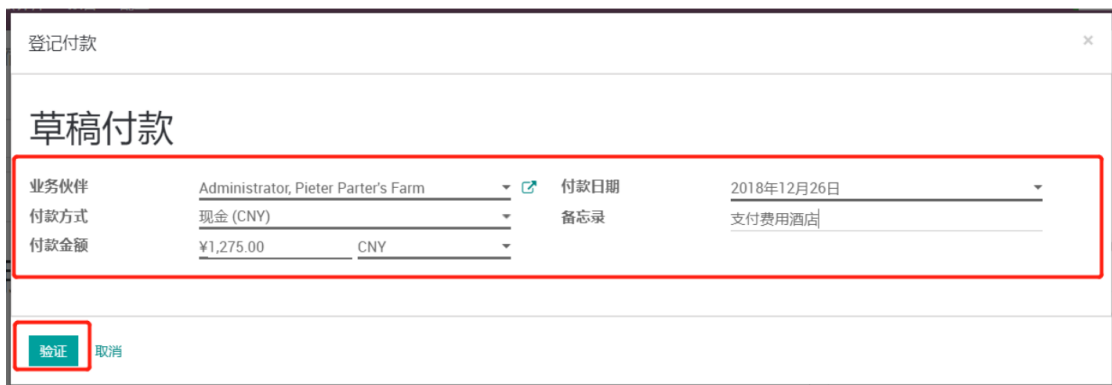 登记付款 ×
草稿付款
业务伙伴 Administrator, Pieter Parter's Farm 付款日期 2018年12月26日
付款方式 现金 (CNY) 备忘录 支付费用酒店
付款金额 ¥1,275.00 CNY
验证 取消